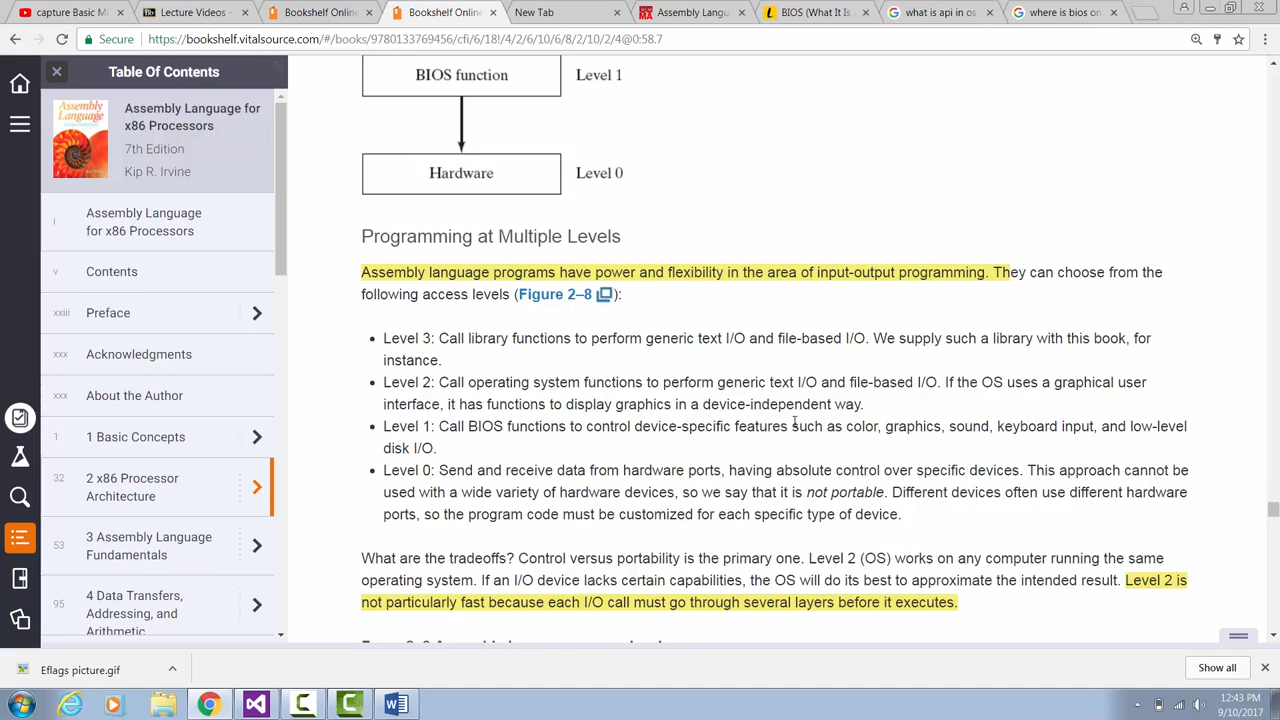 capture Basic Mi
Lecture Videos –
Bookshelf Online
Bookshelf Online
New Tab
Assembly Langu
BIOS (What It Is
what is api in os
where is bios on
Secure
https://bookshelf.vitalsource.com/#/books/9780133769456/cfi/6/18!/4/2/6/10/6/8/2/10/2/4@0:58.7
Table Of Contents
Assembly Language for
x86 Processors
7th Edition
Kip R. Irvine
i
Assembly Language
for x86 Processors
v
Contents
xxiii
Preface
xxx
Acknowledgments
xxx
About the Author
1
1 Basic Concepts
32
2 x86 Processor
Architecture
53
3 Assembly Language
Fundamentals
95
4 Data Transfers,
Addressing, and
Arithmetic
BIOS function
Level 1
Hardware
Level 0
Programming at Multiple Levels
Assembly language programs have power and flexibility in the area of input-output programming. They can choose from the
following access levels (Figure 2–8):
• Level 3: Call library functions to perform generic text I/O and file-based I/O. We supply such a library with this book, for
instance.
• Level 2: Call operating system functions to perform generic text I/O and file-based I/O. If the OS uses a graphical user
interface, it has functions to display graphics in a device-independent way.
• Level 1: Call BIOS functions to control device-specific features such as color, graphics, sound, keyboard input, and low-level
disk I/O.
• Level 0: Send and receive data from hardware ports, having absolute control over specific devices. This approach cannot be
used with a wide variety of hardware devices, so we say that it is not portable. Different devices often use different hardware
ports, so the program code must be customized for each specific type of device.
What are the tradeoffs? Control versus portability is the primary one. Level 2 (OS) works on any computer running the same
operating system. If an I/O device lacks certain capabilities, the OS will do its best to approximate the intended result. Level 2 is
not particularly fast because each I/O call must go through several layers before it executes.
Eflags picture.gif
Show all
12:43 PM
9/10/2017